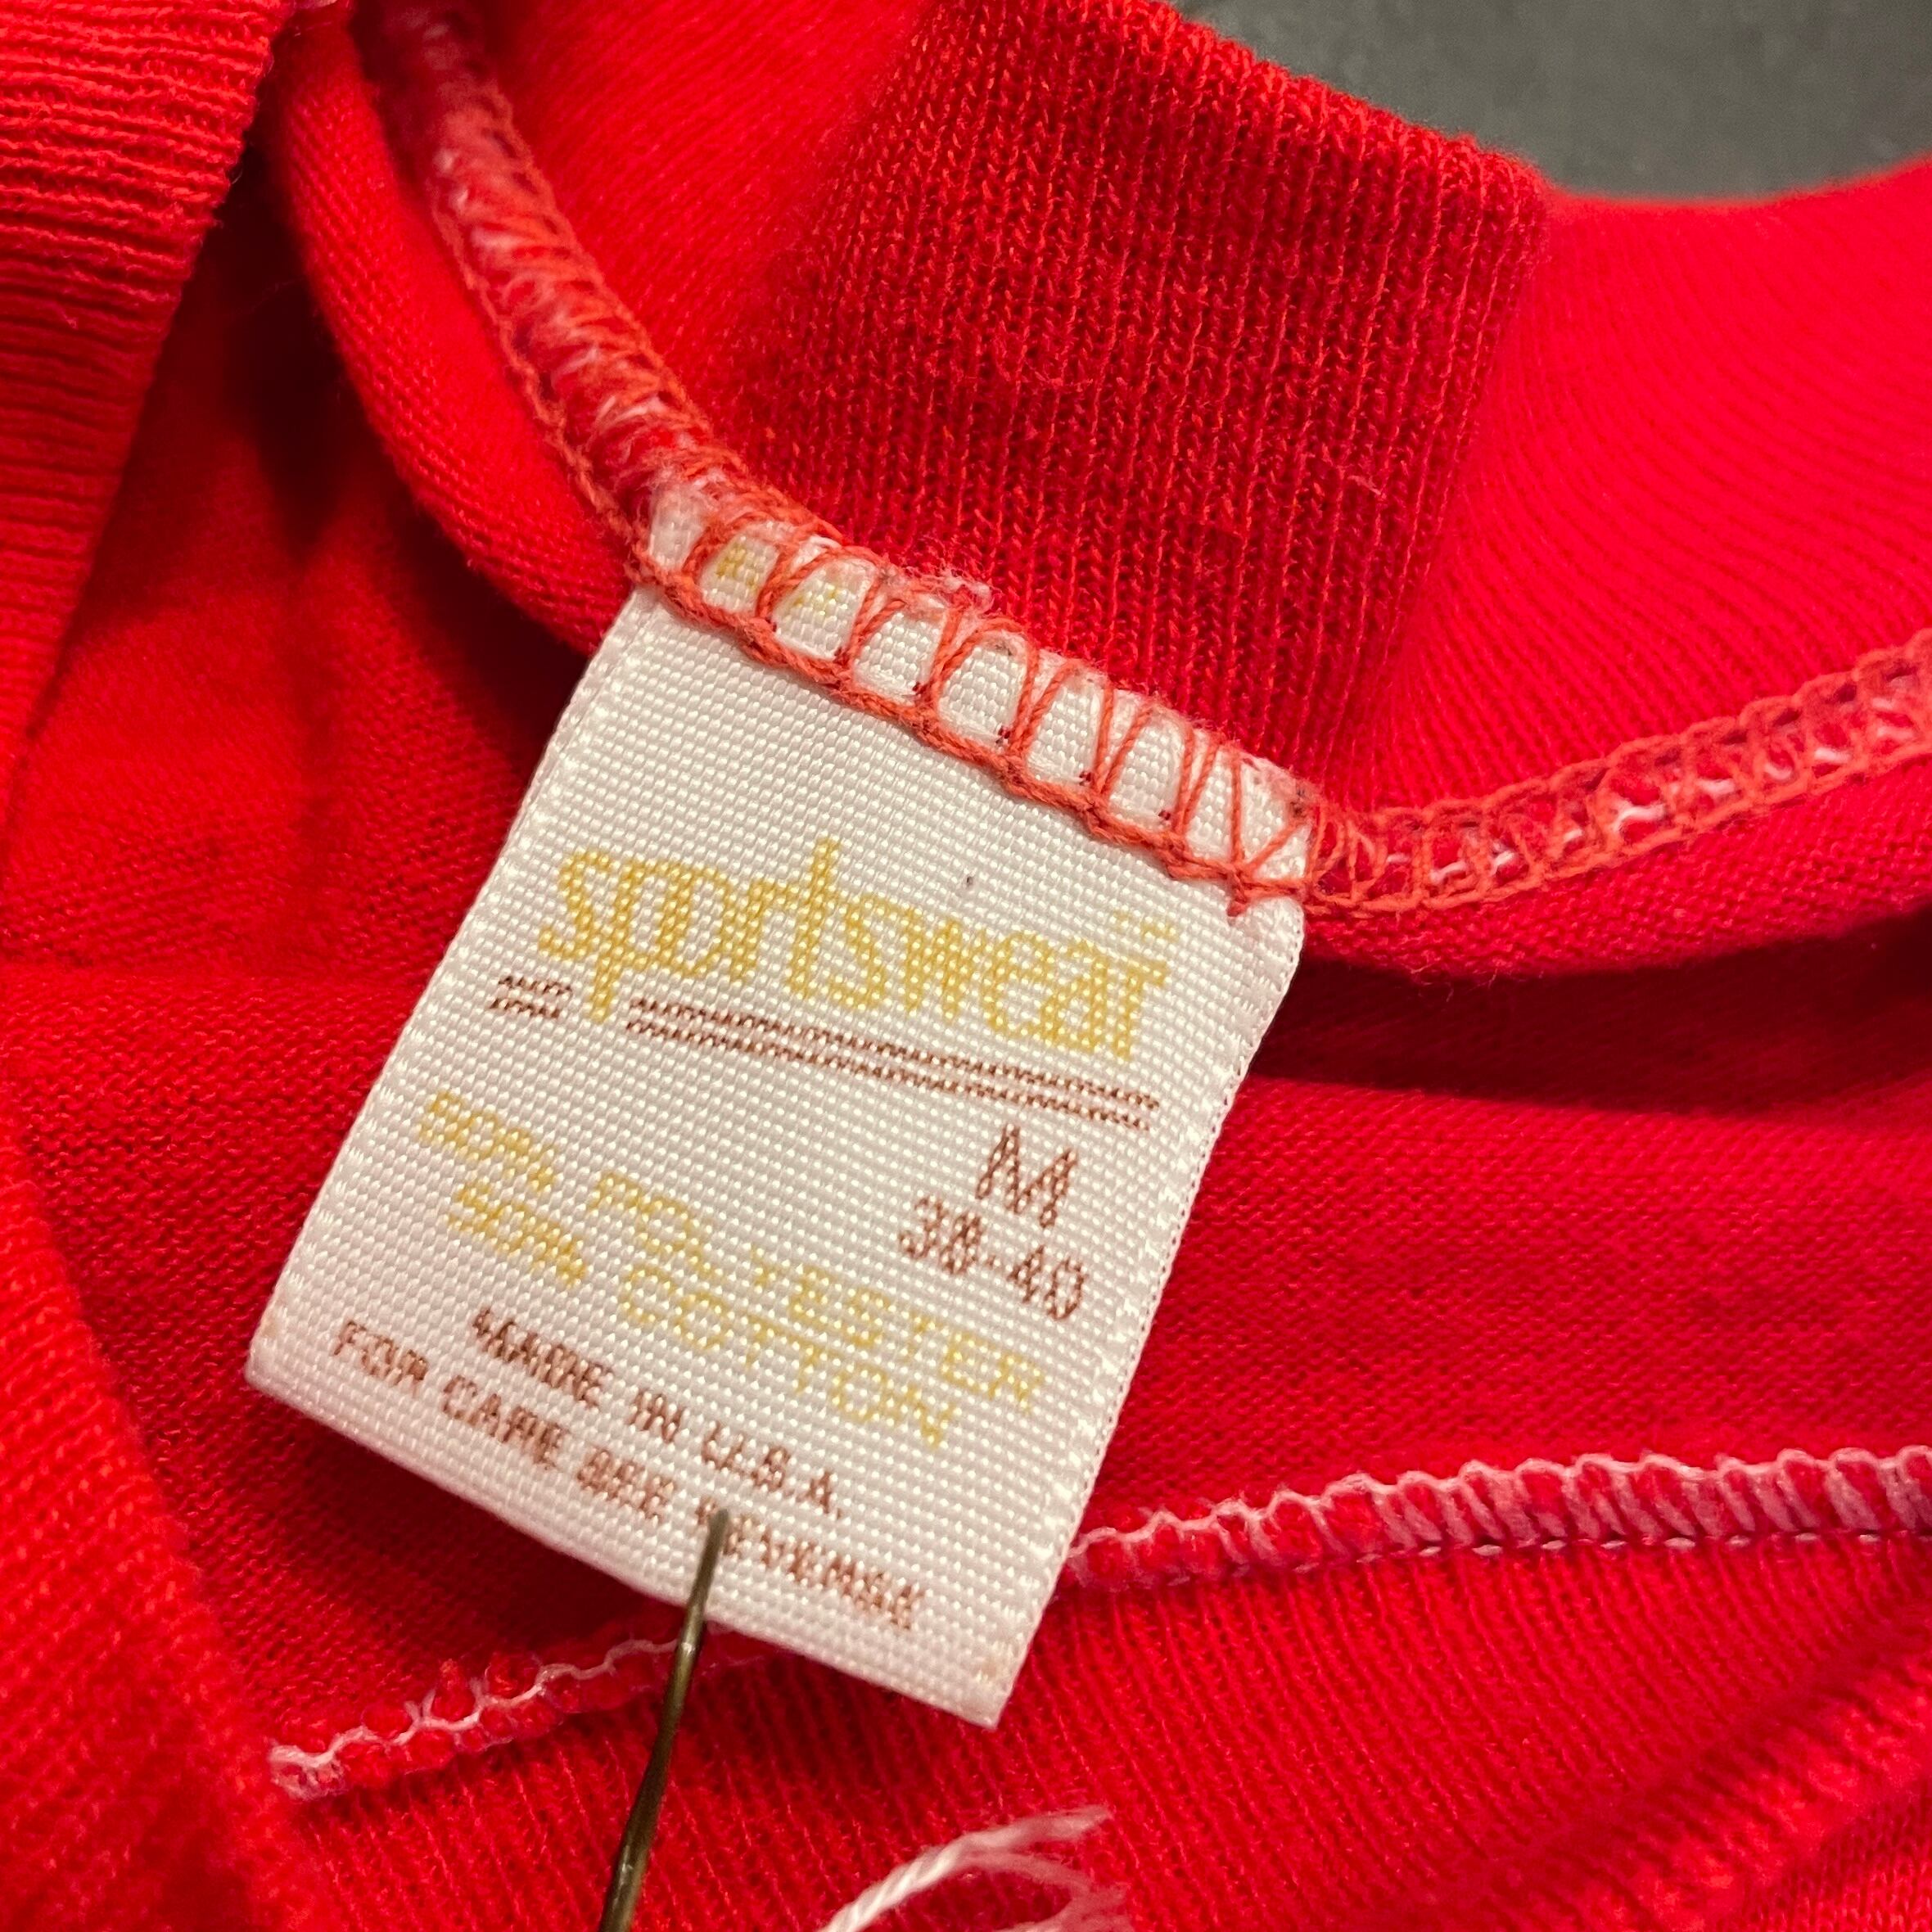 sportswear
M
38-40
50% POLYESTER
50% COTTON
MADE IN U.S.A.
FOR CARE SEE REVERSE